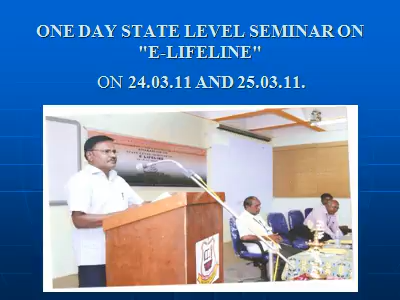 ONE DAY STATE LEVEL SEMINAR ON
"E-LIFELINE"
ON 24.03.11 AND 25.03.11.